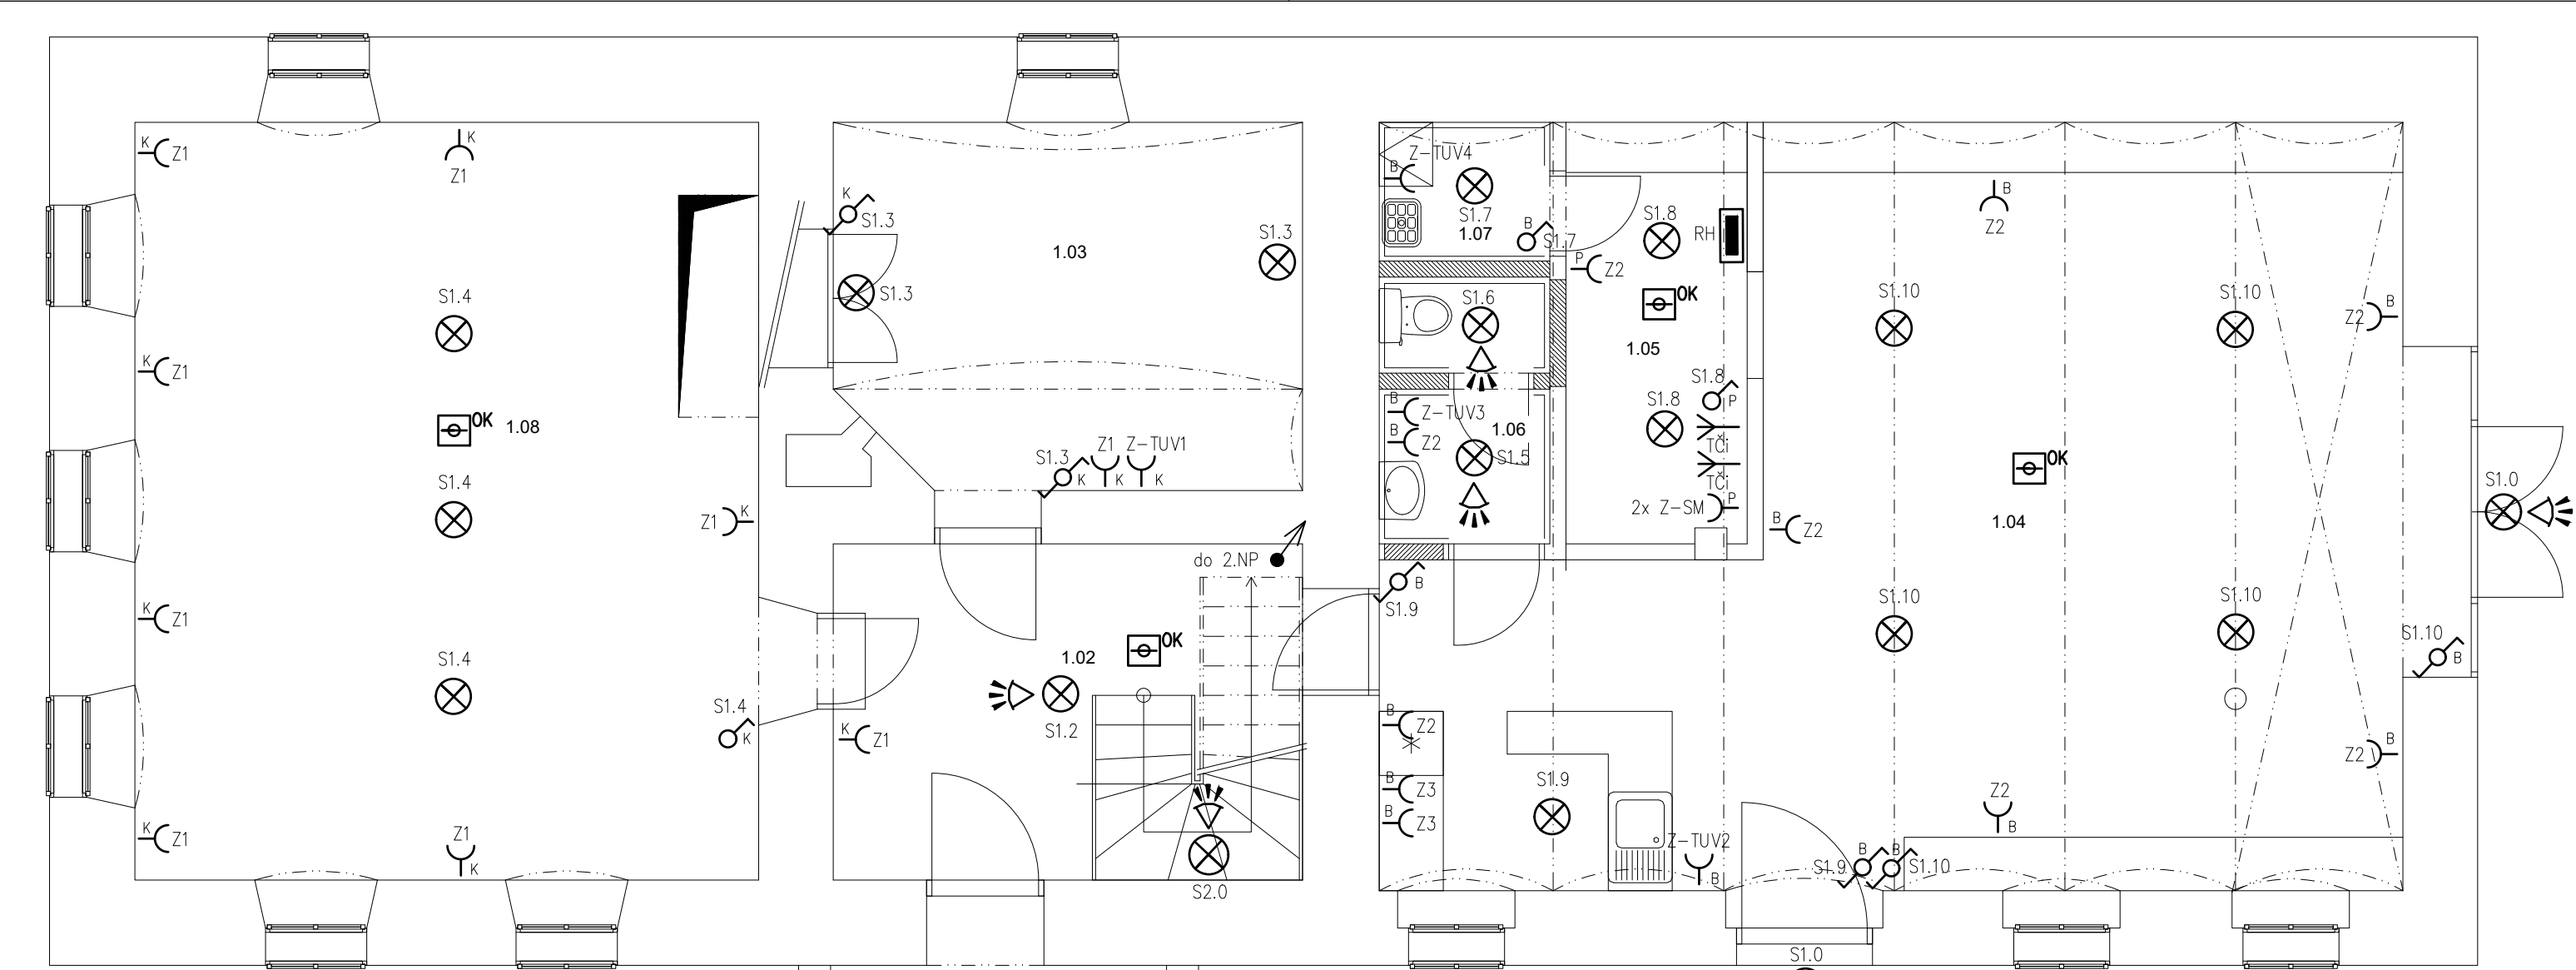 K
Z1
K
Z1
S1.4
K
Z1
OK
1.08
S1.4
Z1
K
K
Z1
S1.4
S1.4
K
K
Z1
Z1
K
K
S1.3
S1.3
1.03
S1.3
S1.3
K
Z1
K
Z-TUV1
K
do 2.NP
OK
1.02
S1.2
K
Z1
S2.0
Z-TUV4
B
S1.7
1.07
B
S1.7
S1.8
RH
P
Z2
OK
S1.6
1.05
S1.8
P
S1.8
TČi
TČi
2x Z-SM
P
B
Z-TUV3
B
Z2
1.06
S1.5
B
S1.9
B
Z2
B
Z3
B
Z3
S1.9
Z-TUV2
B
B
Z2
S1.10
S1.10
B
Z2
OK
1.04
B
Z2
S1.10
S1.10
S1.0
S1.10
B
B
Z2
Z2
B
B
S1.9
B
S1.10
S1.0